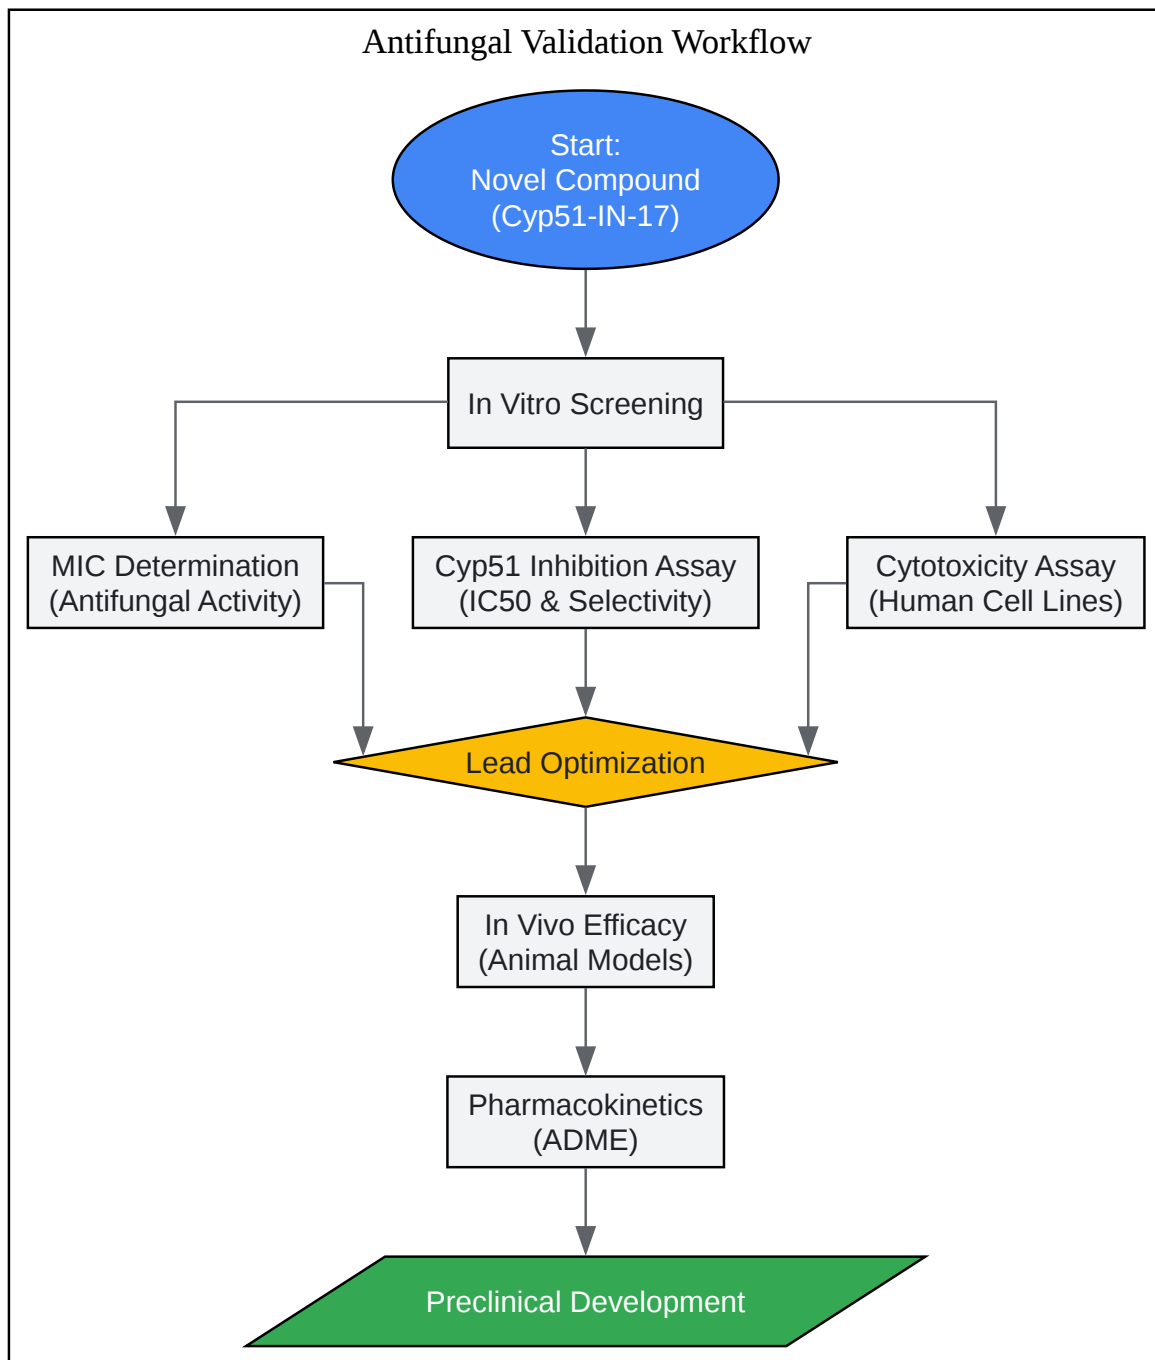 Antifungal Validation Workflow
Start:
Novel Compound
(Cyp51-IN-17)
In Vitro Screening
MIC Determination
(Antifungal Activity)
Cyp51 Inhibition Assay
(IC50 & Selectivity)
Cytotoxicity Assay
(Human Cell Lines)
Lead Optimization
In Vivo Efficacy
(Animal Models)
Pharmacokinetics
(ADME)
Preclinical Development